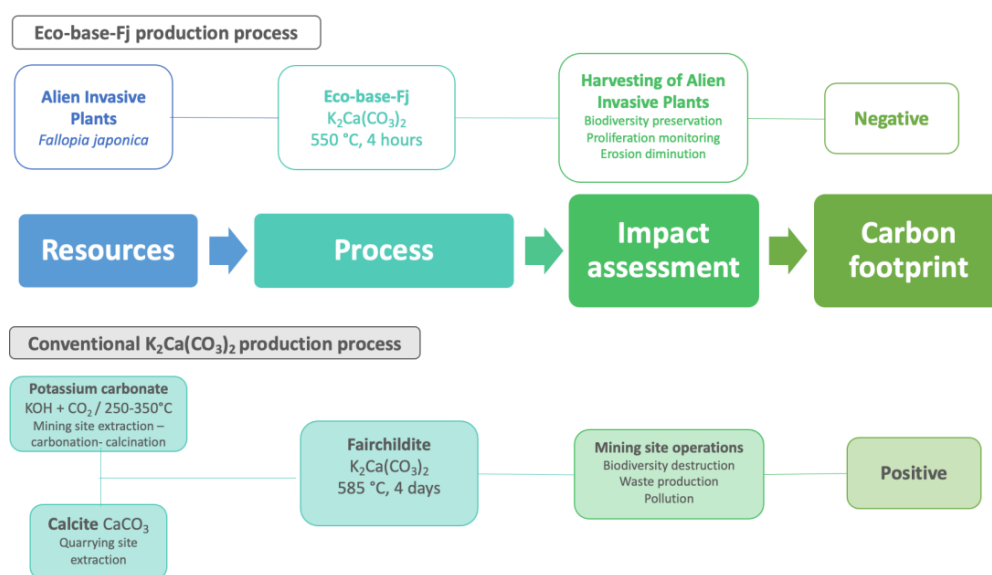 Eco-base-Fj production process
Alien Invasive
Plants
Fallopia japonica
Eco-base-Fj
K₂Ca(CO₃)₂
550 °C, 4 hours
Harvesting of Alien
Invasive Plants
Biodiversity preservation
Proliferation monitoring
Erosion diminution
Negative
Resources
Process
Impact
assessment
Carbon
footprint
Conventional K₂Ca(CO₃)₂ production process
Potassium carbonate
KOH + CO₂ / 250-350°C
Mining site extraction –
carbonation- calcination
Calcite CaCO₃
Quarrying site
extraction
Fairchildite
K₂Ca(CO₃)₂
585 °C, 4 days
Mining site operations
Biodiversity destruction
Waste production
Pollution
Positive